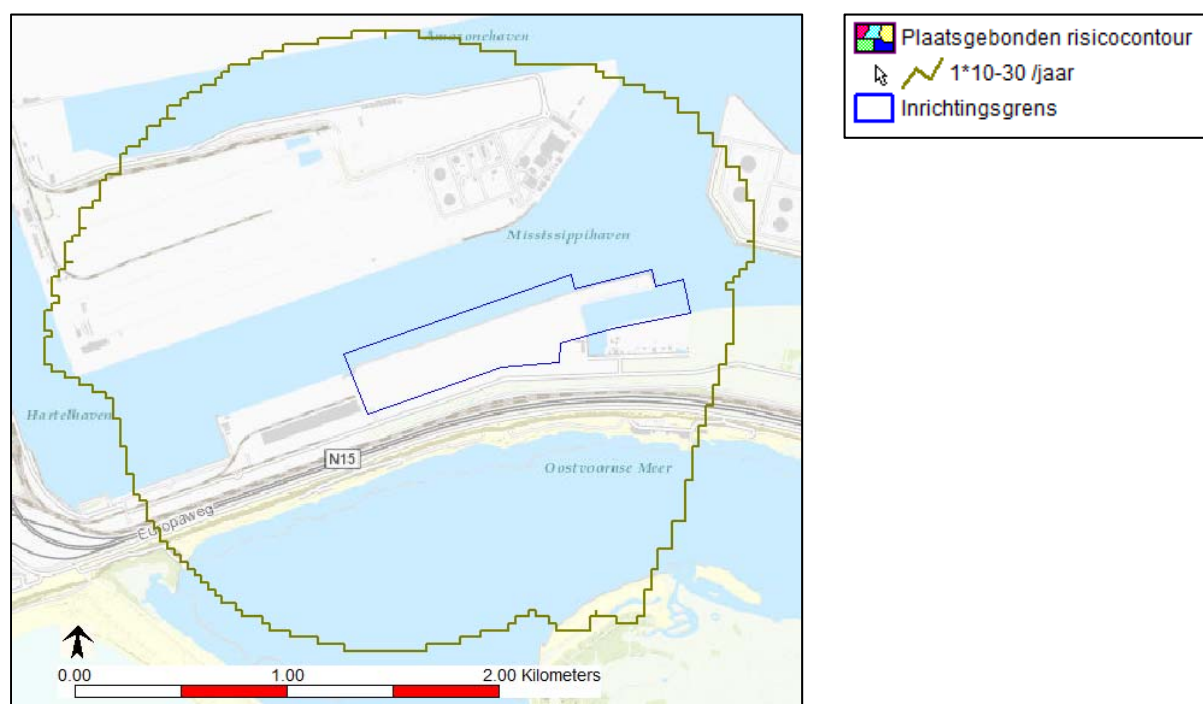 Amazonehaven
Mississippihaven
Hartelhaven
N15
Oostvoornse Meer
Europaweg
0.00 1.00 2.00 Kilometers
Plaatsgebonden risicocontour
1*10-30 /jaar
Inrichtingsgrens